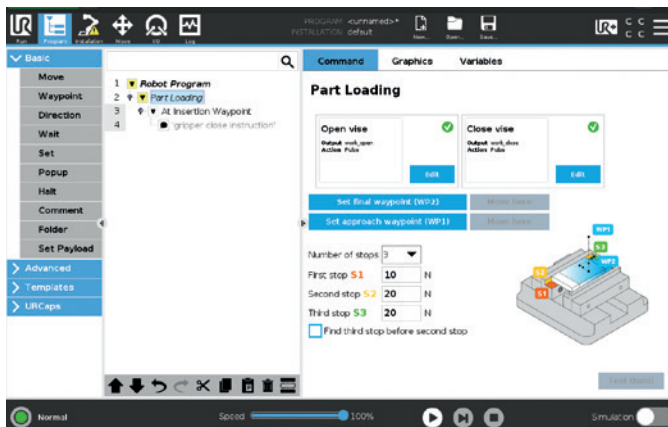 PROGRAM <unnamed>*
INSTALLATION default
UR
Run
Program
Installation
Move
I/O
Log
New...
Open...
Save...
UR+
C C
C C
Basic
Move
Waypoint
Direction
Wait
Set
Popup
Halt
Comment
Folder
Set Payload
Advanced
Templates
URCaps
1 Robot Program
2 Part Loading
3 At Insertion Waypoint
4 'gripper close instruction'
Command Graphics Variables
Part Loading
Open vise
Output work_open
Action Pulse
Edit
Close vise
Output work_close
Action Pulse
Edit
Set final waypoint (WP2) Move here
Set approach waypoint (WP1) Move here
Number of stops 3
First stop S1 10 N
Second stop S2 20 N
Third stop S3 20 N
Find third stop before second stop
WP1
S3
WP2
S2
S1
Normal
Speed 100%
Simulation